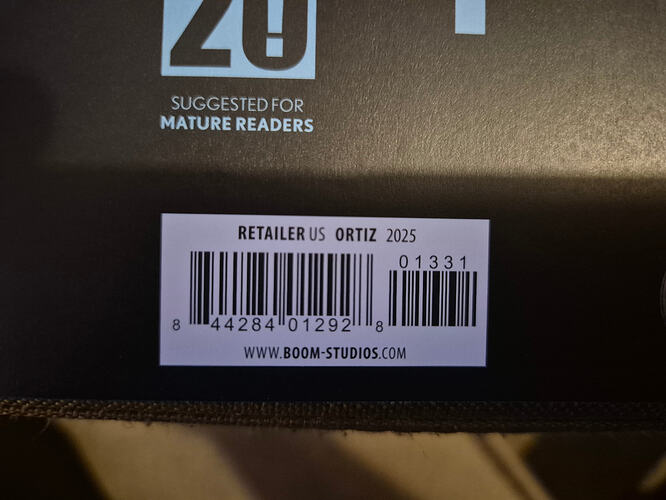 20
SUGGESTED FOR
MATURE READERS
RETAILER US ORTIZ 2025
01331
8 44284 01292 8
WWW.BOOM-STUDIOS.COM